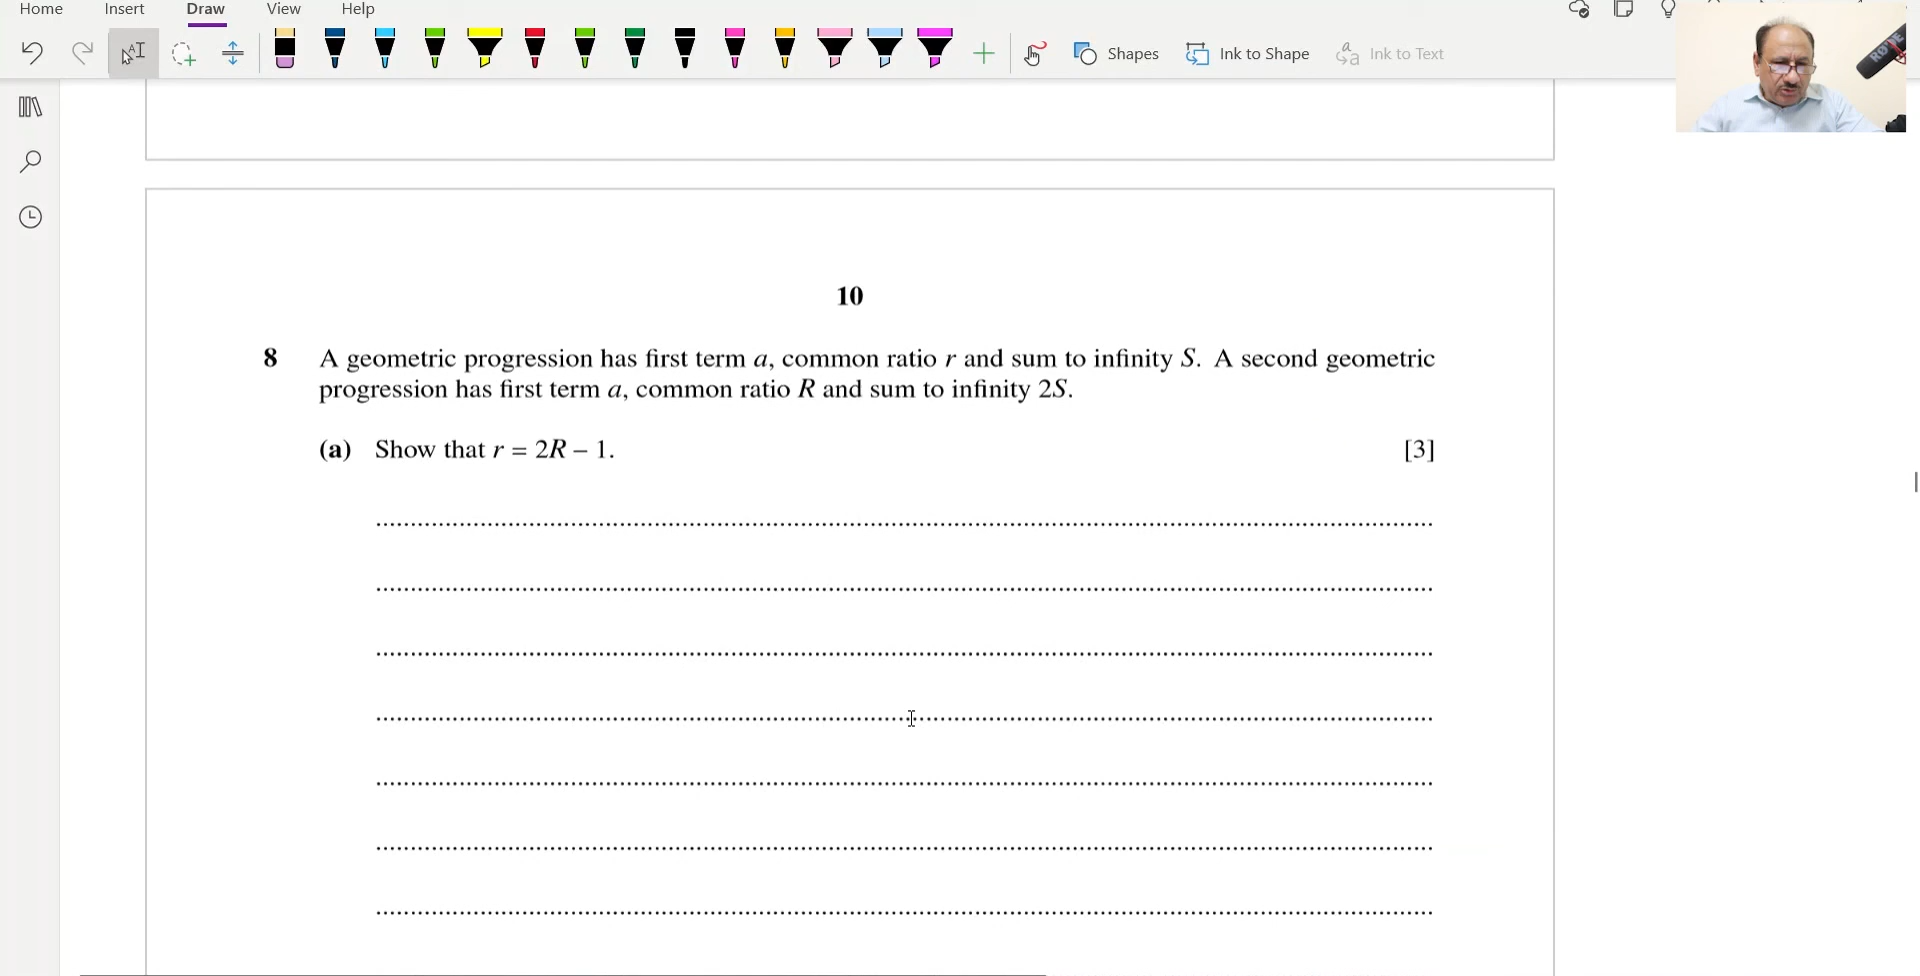 Home Insert Draw View Help
Shapes Ink to Shape Ink to Text
RØDE
10
8 A geometric progression has first term a, common ratio r and sum to infinity S. A second geometric
progression has first term a, common ratio R and sum to infinity 2S.
(a) Show that r = 2R – 1. [3]